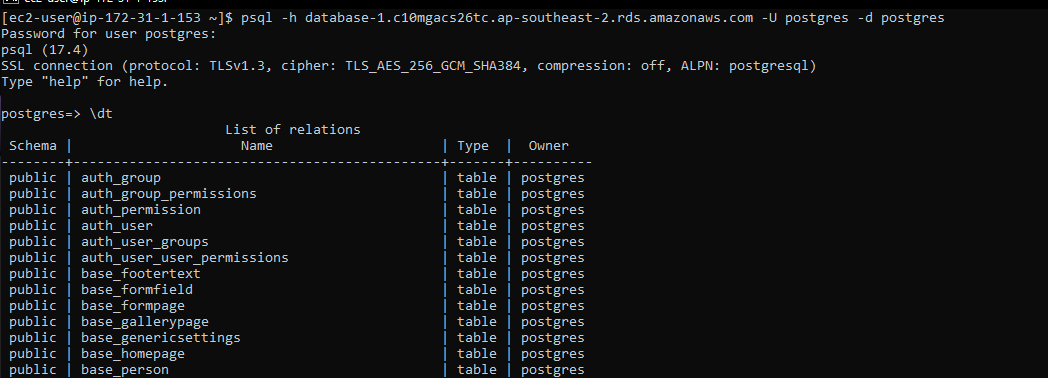 [ec2-user@ip-172-31-1-153 ~]$ psql -h database-1.c10mgacs26tc.ap-southeast-2.rds.amazonaws.com -U postgres -d postgres
Password for user postgres:
psql (17.4)
SSL connection (protocol: TLSv1.3, cipher: TLS_AES_256_GCM_SHA384, compression: off, ALPN: postgresql)
Type "help" for help.

postgres=> \dt
                           List of relations
 Schema |                     Name                     | Type  |  Owner
--------+----------------------------------------------+-------+----------
 public | auth_group                                   | table | postgres
 public | auth_group_permissions                       | table | postgres
 public | auth_permission                              | table | postgres
 public | auth_user                                    | table | postgres
 public | auth_user_groups                             | table | postgres
 public | auth_user_user_permissions                   | table | postgres
 public | base_footertext                              | table | postgres
 public | base_formfield                               | table | postgres
 public | base_formpage                                | table | postgres
 public | base_gallerypage                             | table | postgres
 public | base_genericsettings                         | table | postgres
 public | base_homepage                                | table | postgres
 public | base_person                                  | table | postgres